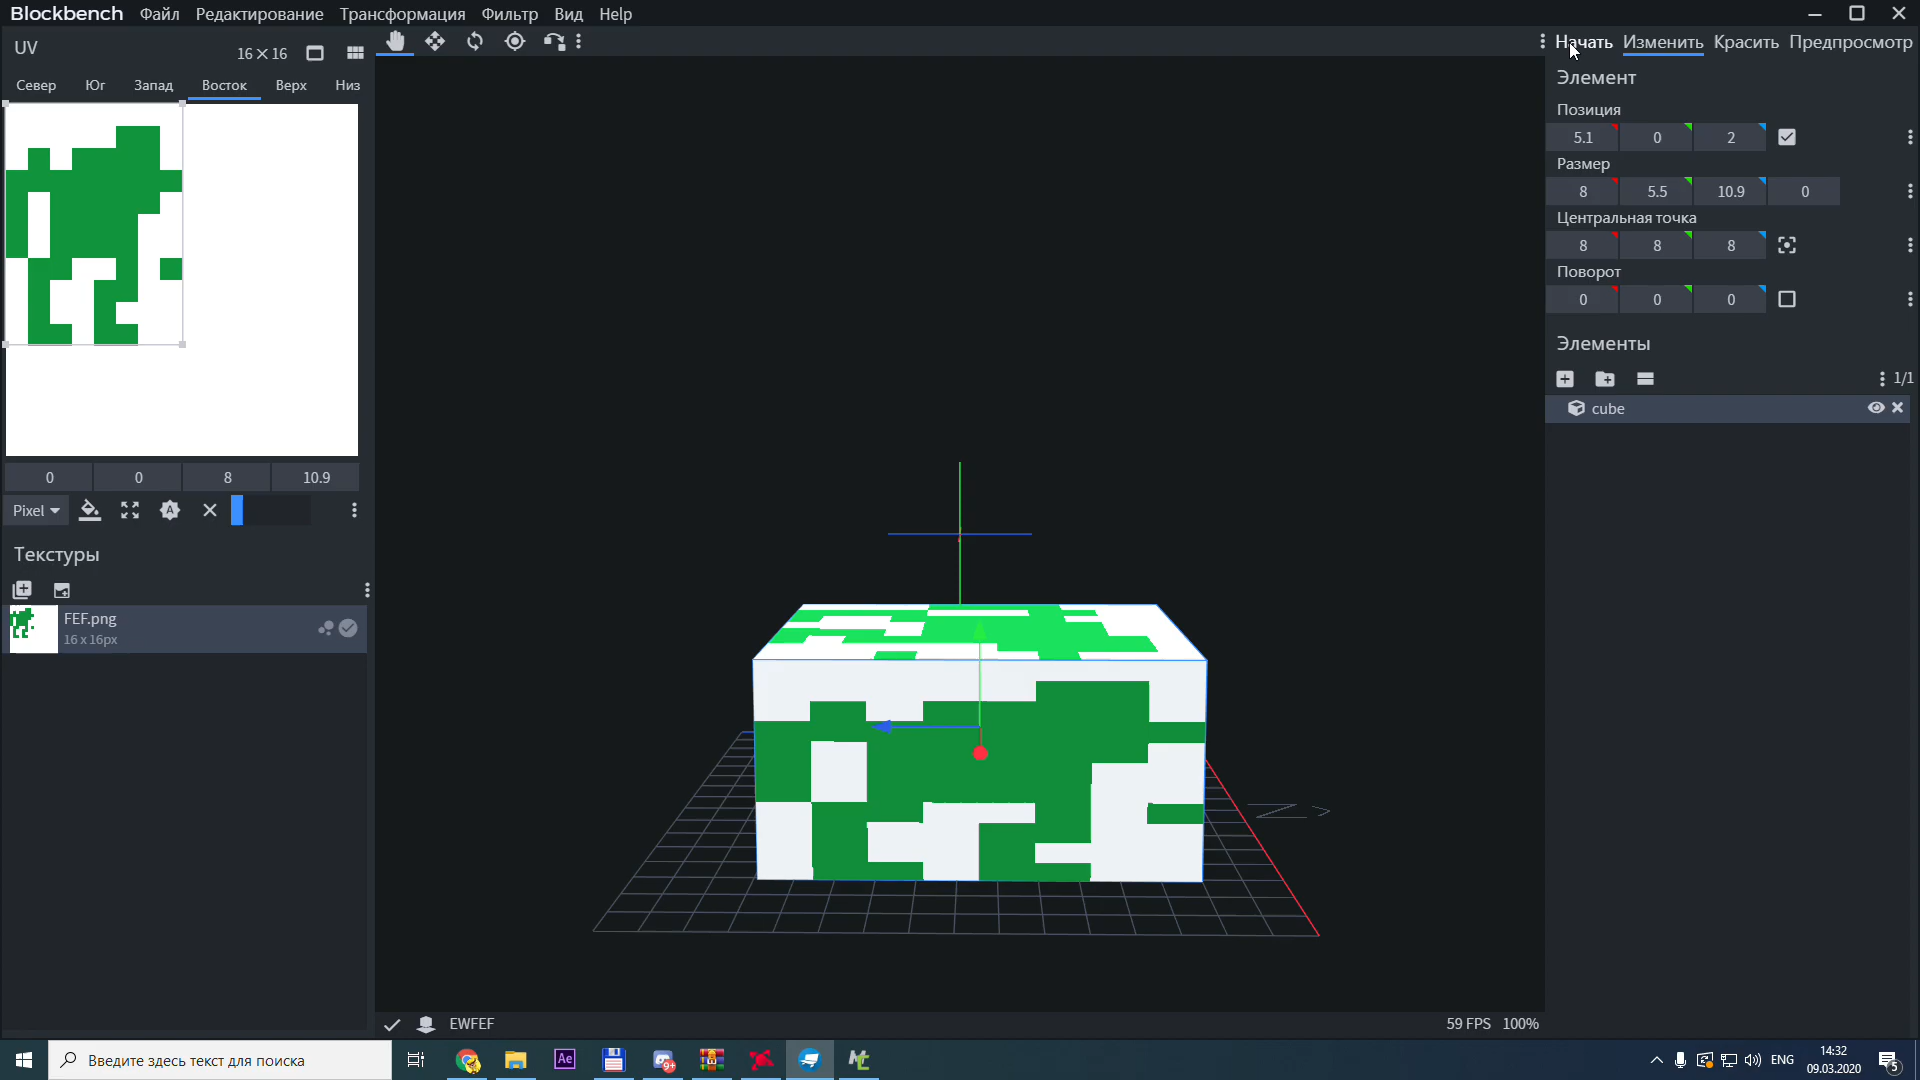 Blockbench Файл Редактирование Трансформация Фильтр Вид Help
UV 16×16
Начать Изменить Красить Предпросмотр
Север Юг Запад Восток Верх Низ
0 0 8 10.9
Pixel
Текстуры
FEF.png
16 x 16px
Элемент
Позиция
5.1 0 2
Размер
8 5.5 10.9 0
Центральная точка
8 8 8
Поворот
0 0 0
Элементы
1/1
cube
EWFEF 59 FPS 100%
Введите здесь текст для поиска
Ae
9+
ENG
14:32
09.03.2020
5